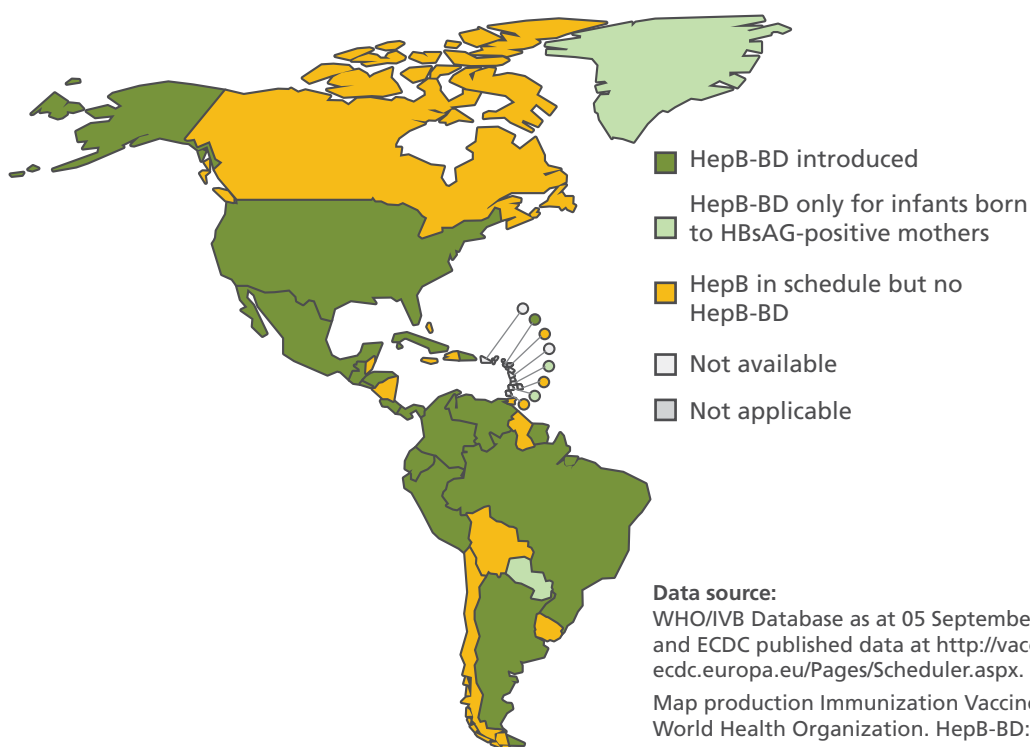 HepB-BD introduced
HepB-BD only for infants born
to HBsAG-positive mothers
HepB in schedule but no
HepB-BD
Not available
Not applicable
Data source:
WHO/IVB Database as at 05 September
and ECDC published data at http://vacc
ecdc.europa.eu/Pages/Scheduler.aspx.
Map production Immunization Vaccine
World Health Organization. HepB-BD: